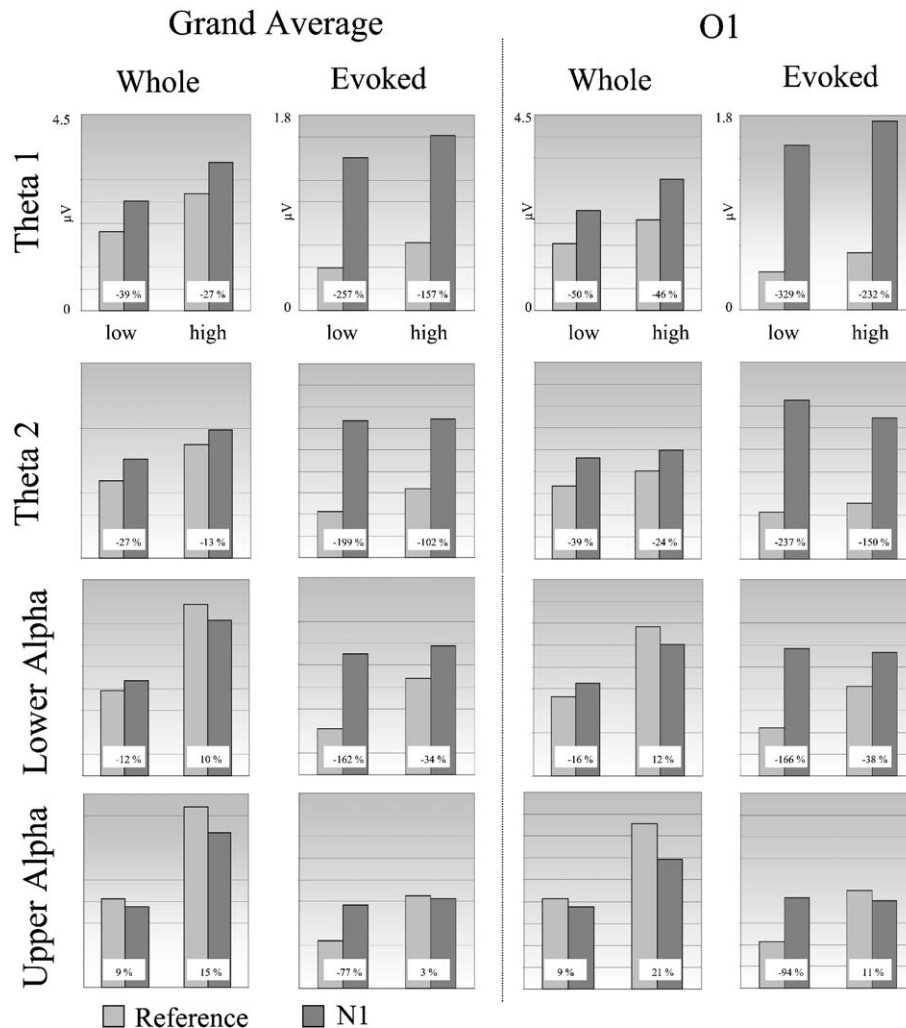 Grand Average O1
Whole Evoked Whole Evoked
Theta 1
4.5 1.8 4.5 1.8
µV µV
-39 % -27 % -257 % -157 % -50 % -46 % -329 % -232 %
0 0 0 0
low high low high low high low high
Theta 2
-27 % -13 % -199 % -102 % -39 % -24 % -237 % -150 %
Lower Alpha
-12 % 10 % -162 % -34 % -16 % 12 % -166 % -38 %
Upper Alpha
9 % 15 % -77 % 3 % 9 % 21 % -94 % 11 %
Reference N1